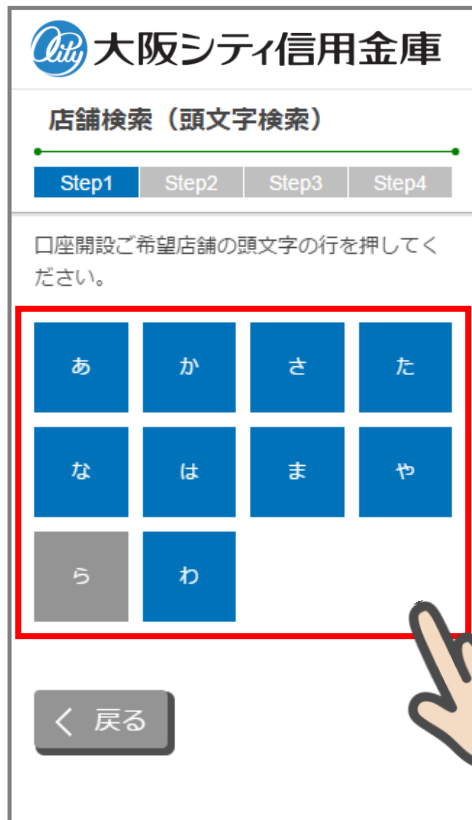 City 大阪シティ信用金庫
店舗検索（頭文字検索）
Step1 Step2 Step3 Step4
口座開設ご希望店舗の頭文字の行を押してく
ださい。
あ か さ た
な は ま や
ら わ
く 戻る